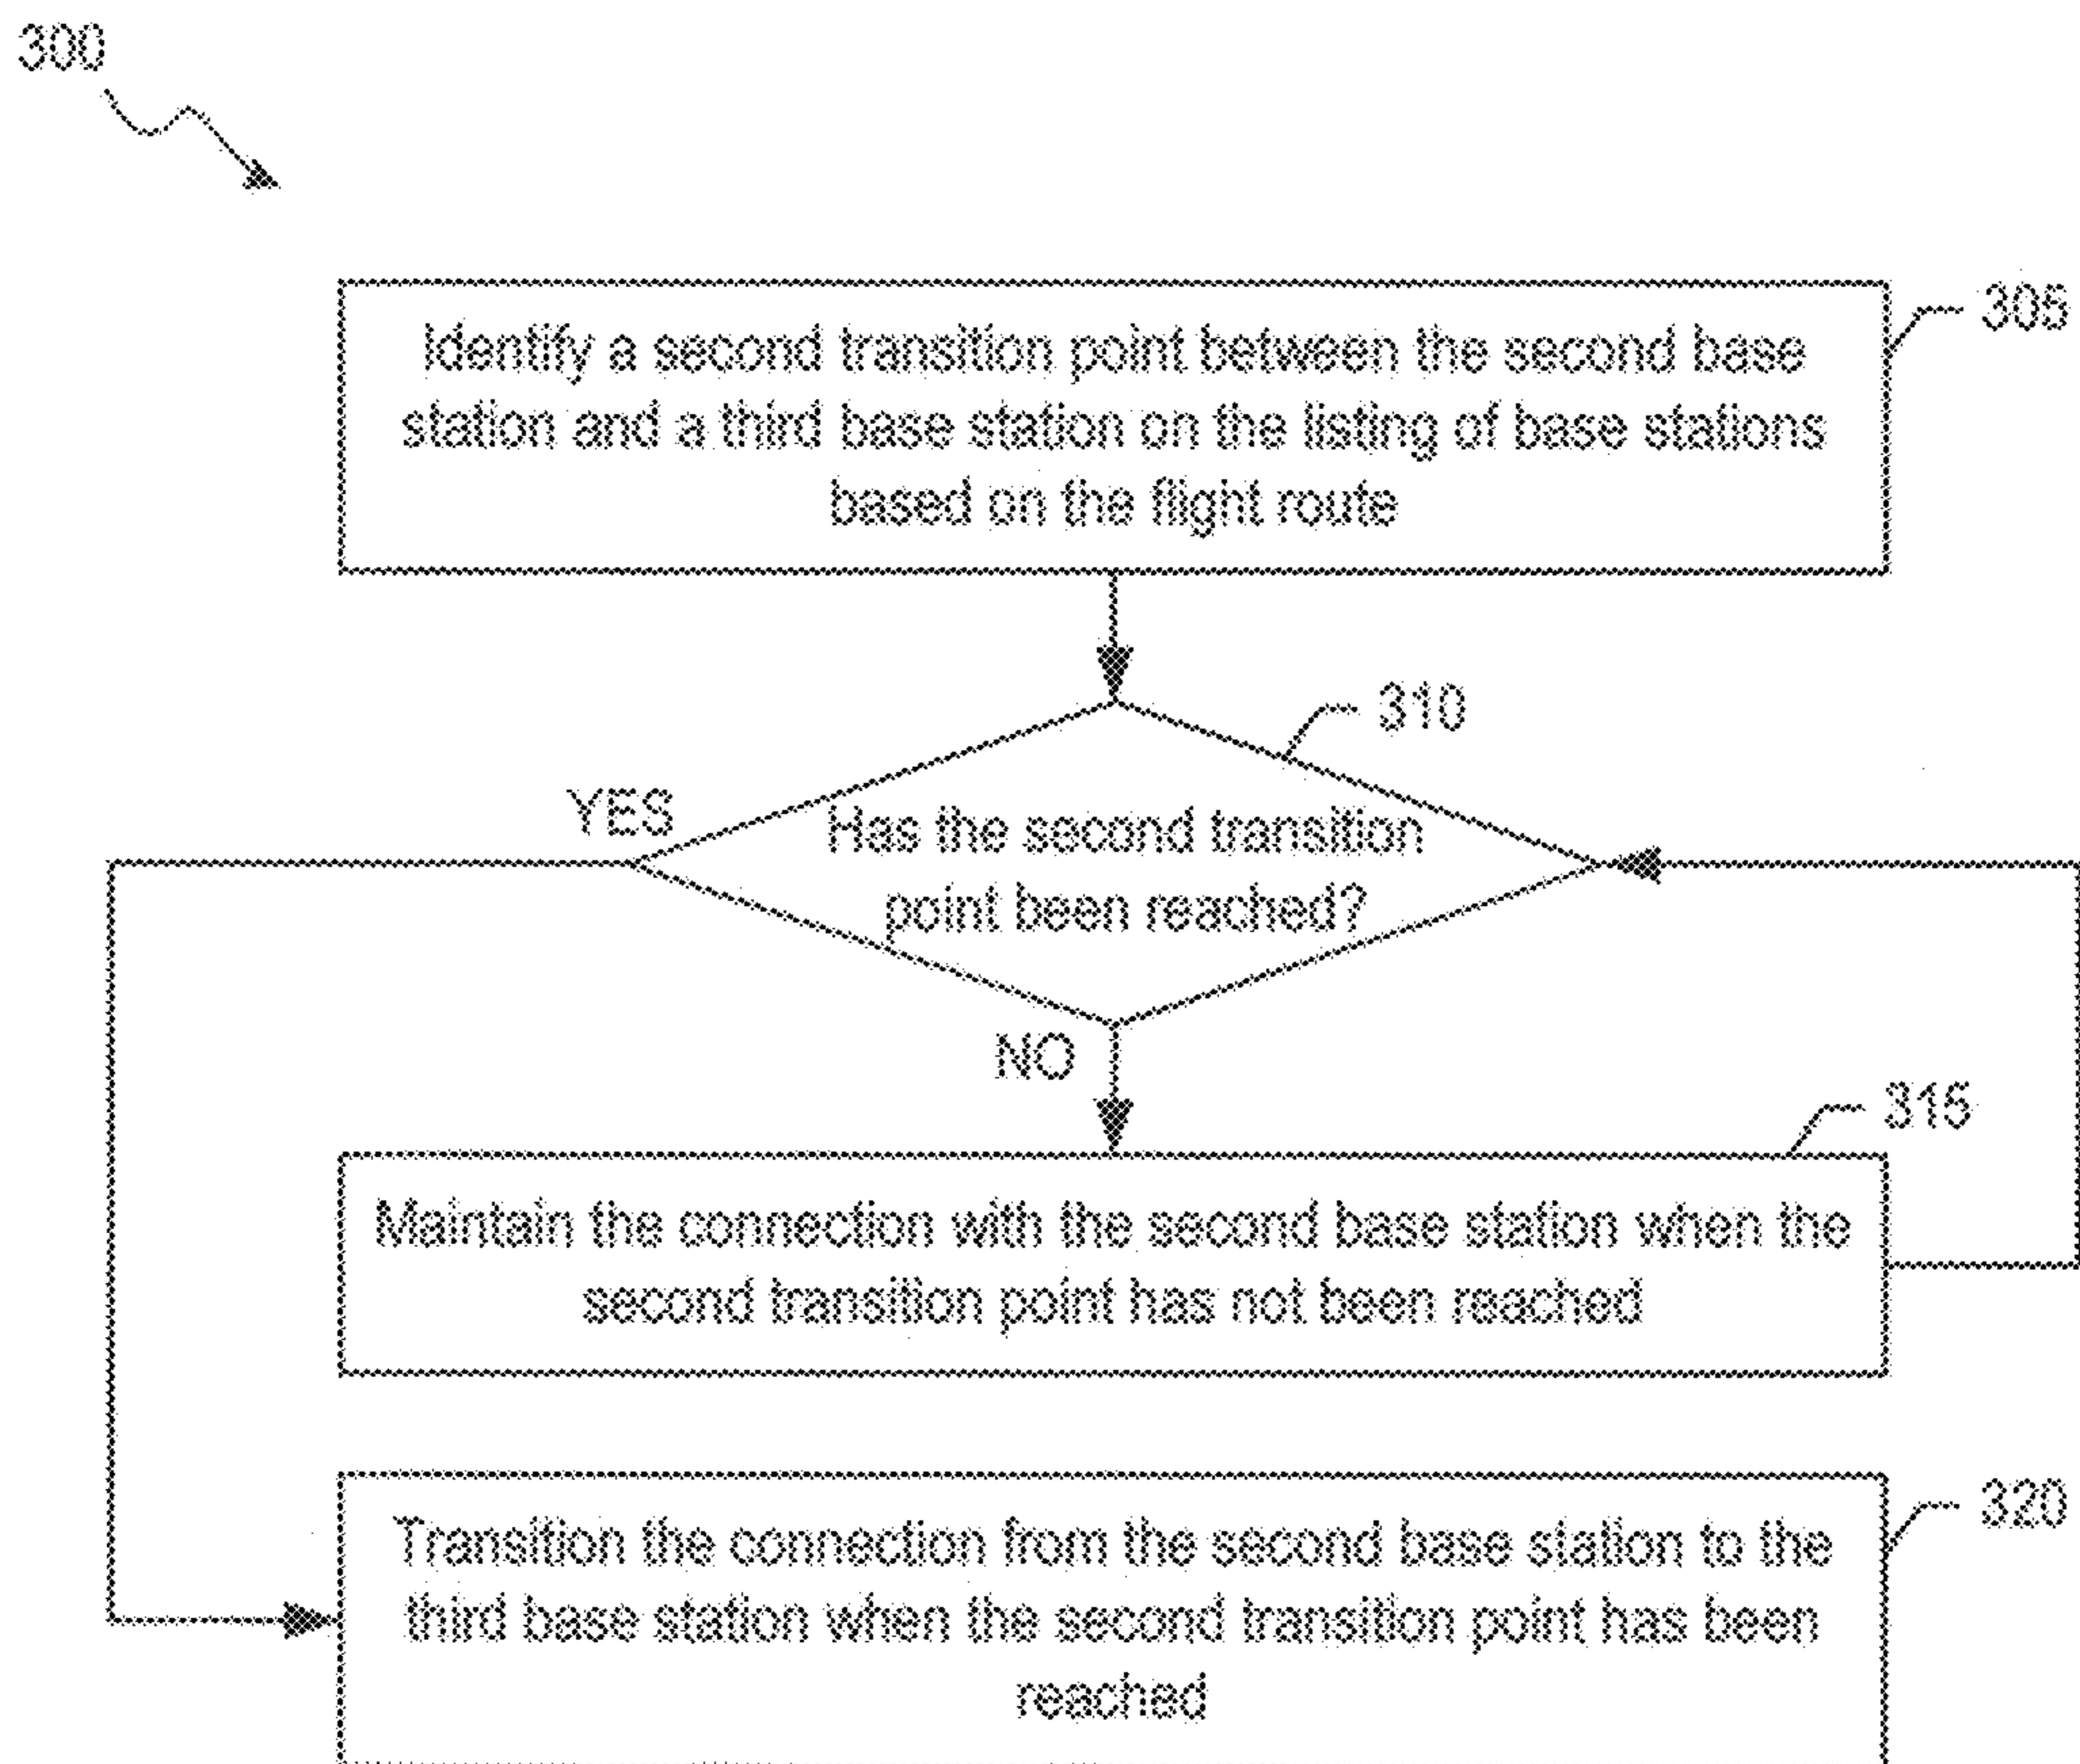 300
305
Identify a second transition point between the second base
station and a third base station on the listing of base stations
based on the flight route
310
YES
Has the second transition
point been reached?
NO
315
Maintain the connection with the second base station when the
second transition point has not been reached
320
Transition the connection from the second base station to the
third base station when the second transition point has been
reached